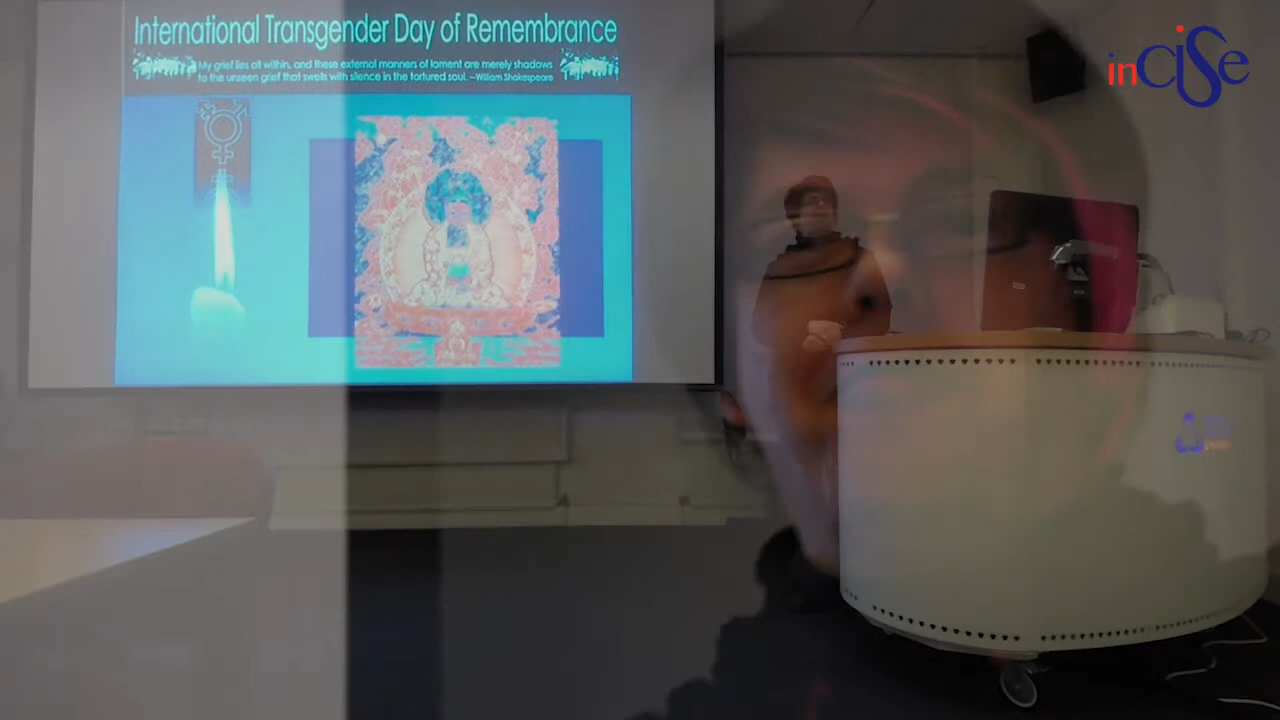 International Transgender Day of Remembrance
My grief lies all within, and these external manners of lament are merely shadows
to the unseen grief that swells with silence in the tortured soul. ~William Shakespeare
inCiSe